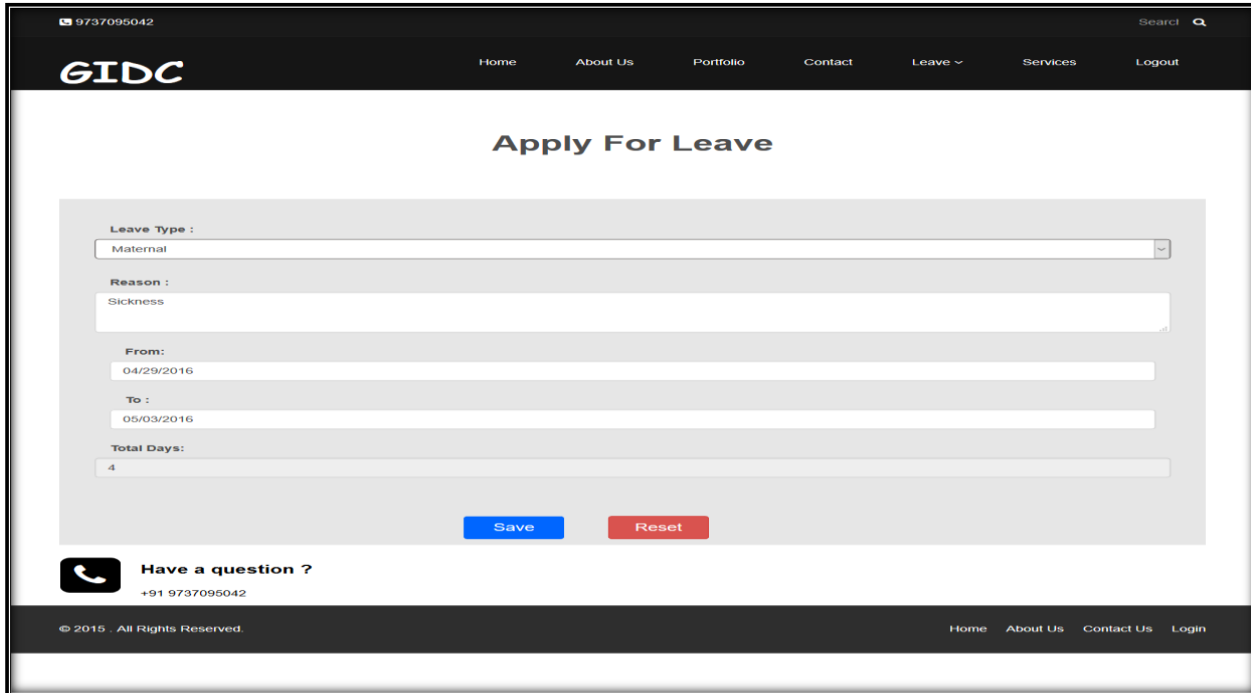 9737095042 Searcl
GIDC Home About Us Portfolio Contact Leave Services Logout
Apply For Leave
Leave Type :
Maternal
Reason :
Sickness
From:
04/29/2016
To :
05/03/2016
Total Days:
4
Save Reset
Have a question ?
+91 9737095042
© 2015 . All Rights Reserved. Home About Us Contact Us Login